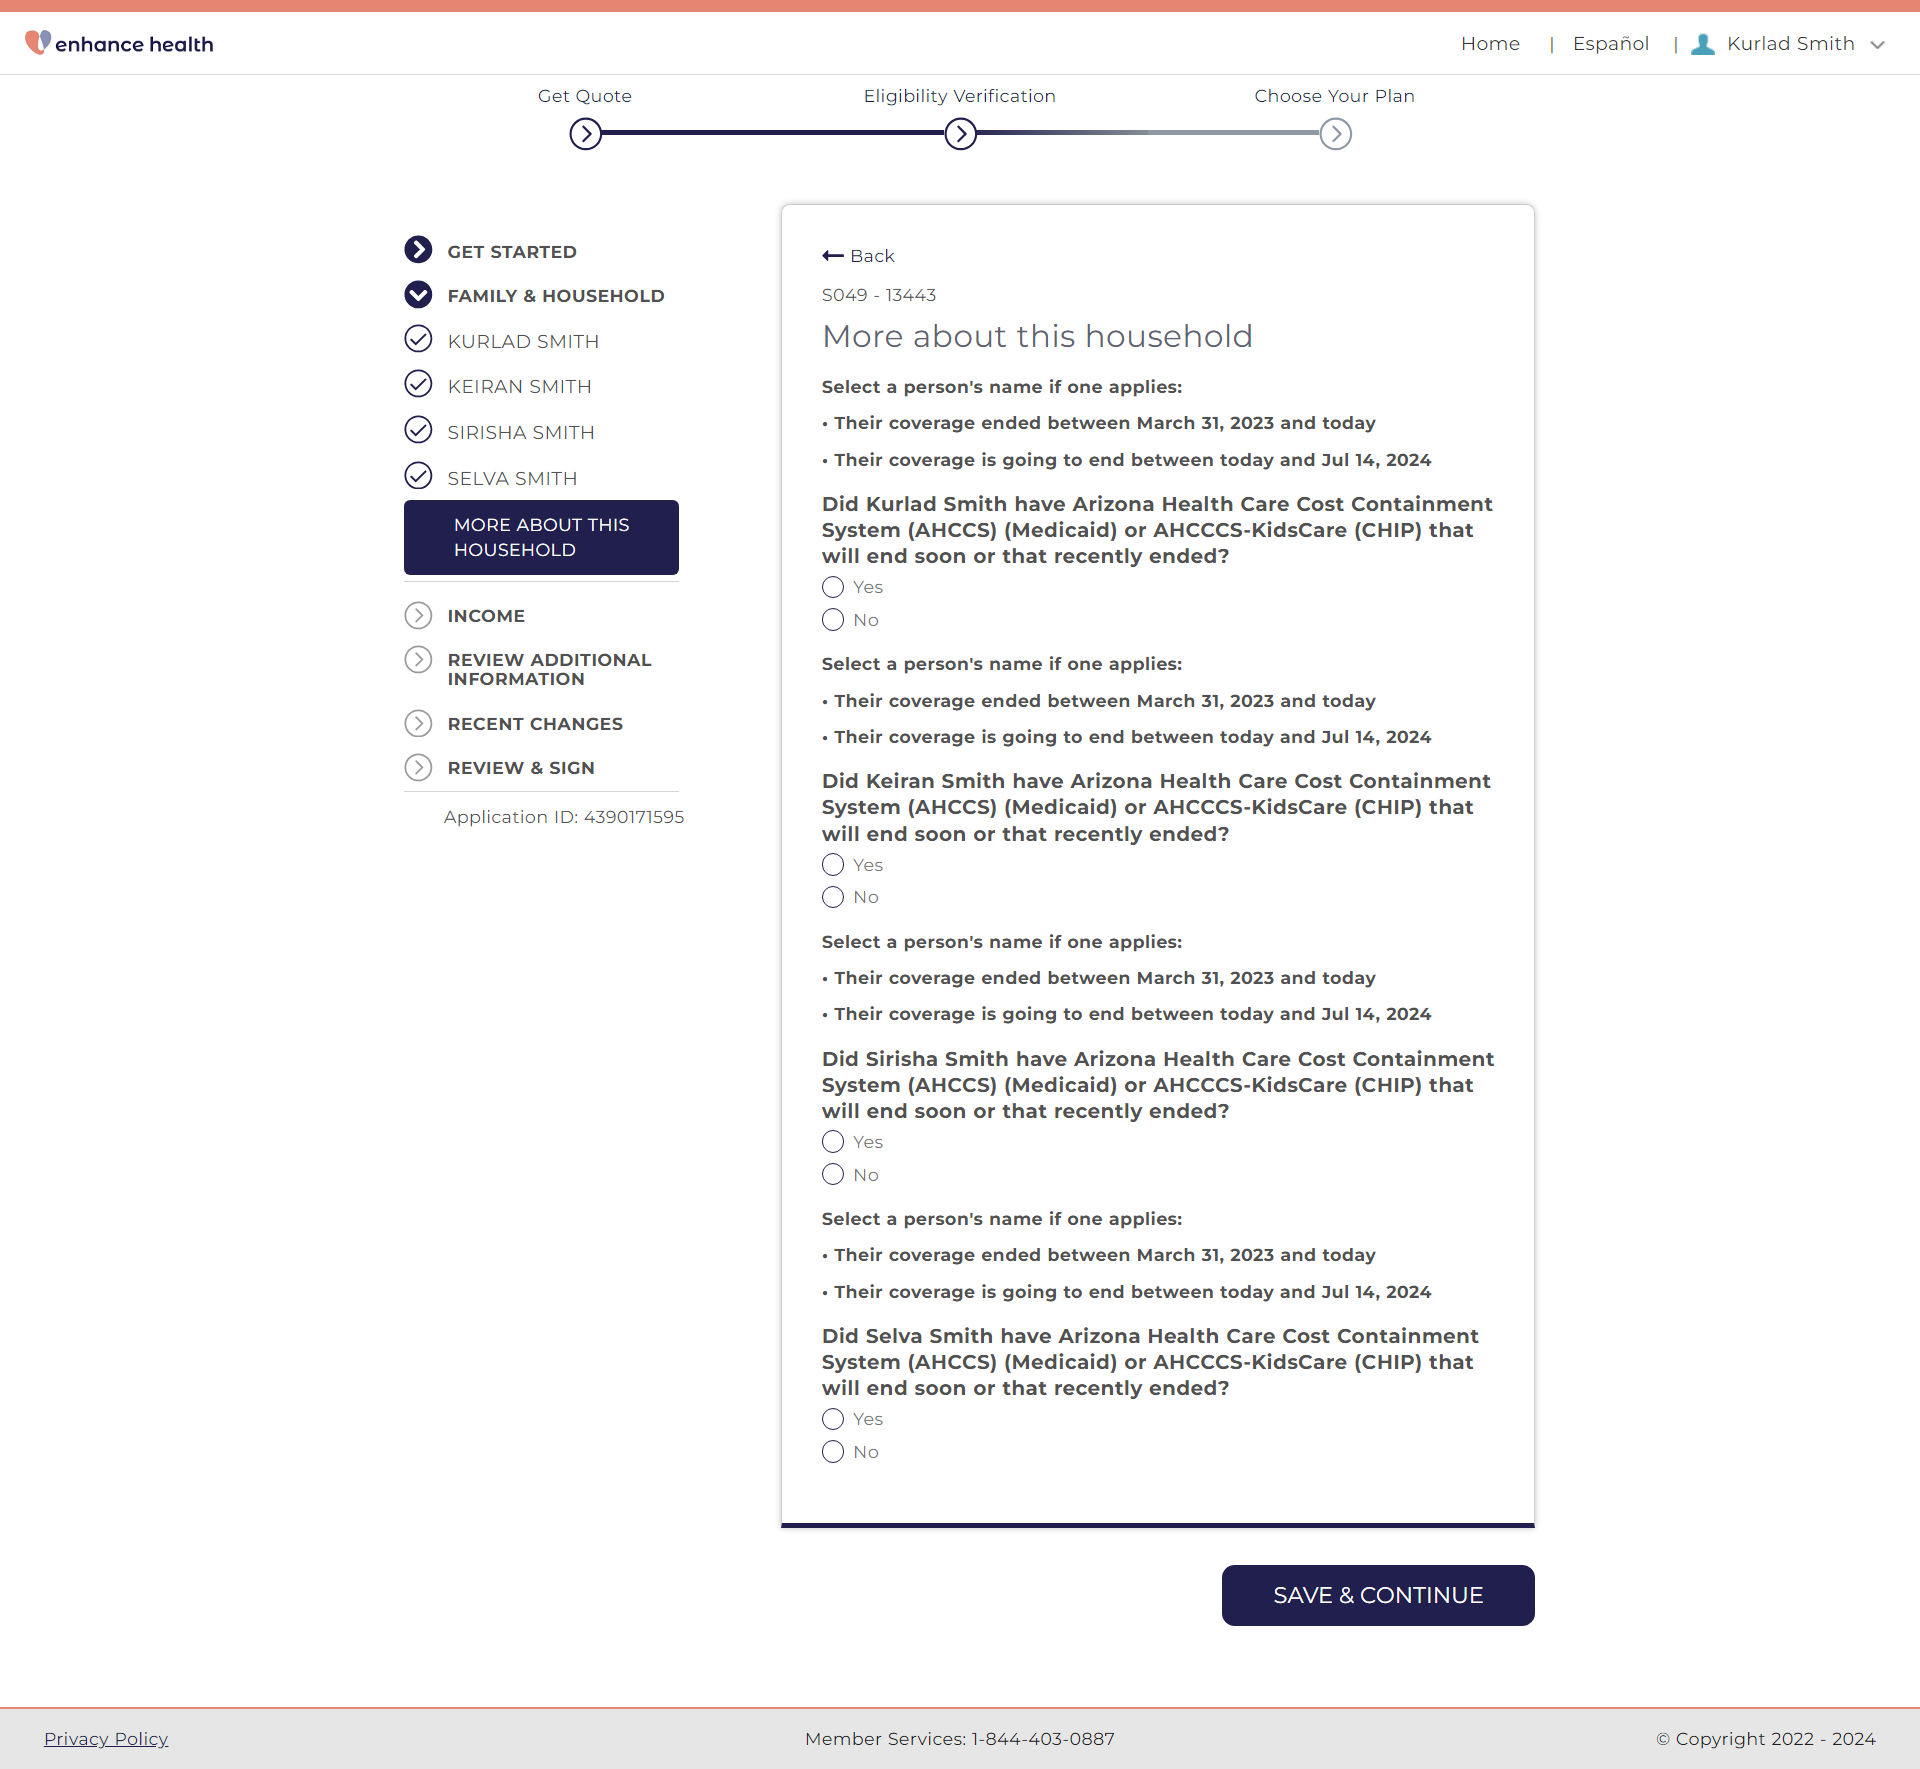 enhance health
Home | Español | Kurlad Smith
Get Quote
Eligibility Verification
Choose Your Plan
GET STARTED
FAMILY & HOUSEHOLD
KURLAD SMITH
KEIRAN SMITH
SIRISHA SMITH
SELVA SMITH
MORE ABOUT THIS
HOUSEHOLD
INCOME
REVIEW ADDITIONAL
INFORMATION
RECENT CHANGES
REVIEW & SIGN
Application ID: 4390171595
Back
S049 - 13443
More about this household
Select a person's name if one applies:
• Their coverage ended between March 31, 2023 and today
• Their coverage is going to end between today and Jul 14, 2024
Did Kurlad Smith have Arizona Health Care Cost Containment
System (AHCCS) (Medicaid) or AHCCCS-KidsCare (CHIP) that
will end soon or that recently ended?
Yes
No
Select a person's name if one applies:
• Their coverage ended between March 31, 2023 and today
• Their coverage is going to end between today and Jul 14, 2024
Did Keiran Smith have Arizona Health Care Cost Containment
System (AHCCS) (Medicaid) or AHCCCS-KidsCare (CHIP) that
will end soon or that recently ended?
Yes
No
Select a person's name if one applies:
• Their coverage ended between March 31, 2023 and today
• Their coverage is going to end between today and Jul 14, 2024
Did Sirisha Smith have Arizona Health Care Cost Containment
System (AHCCS) (Medicaid) or AHCCCS-KidsCare (CHIP) that
will end soon or that recently ended?
Yes
No
Select a person's name if one applies:
• Their coverage ended between March 31, 2023 and today
• Their coverage is going to end between today and Jul 14, 2024
Did Selva Smith have Arizona Health Care Cost Containment
System (AHCCS) (Medicaid) or AHCCCS-KidsCare (CHIP) that
will end soon or that recently ended?
Yes
No
SAVE & CONTINUE
Privacy Policy
Member Services: 1-844-403-0887
© Copyright 2022 - 2024